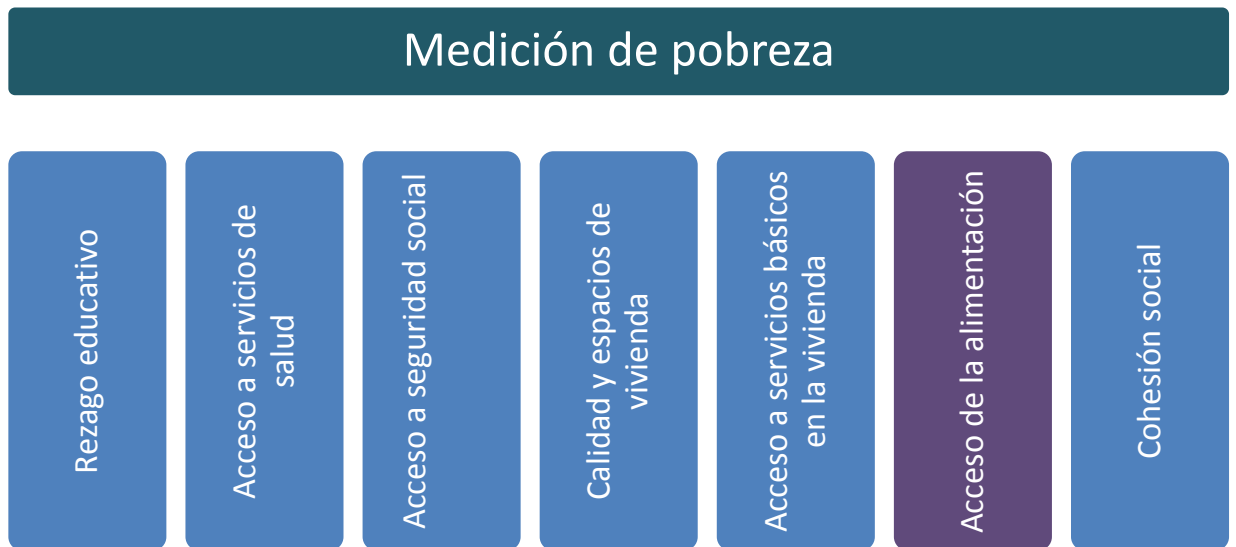 Medición de pobreza
Rezago educativo
Acceso a servicios de
salud
Acceso a seguridad social
Calidad y espacios de
vivienda
Acceso a servicios básicos
en la vivienda
Acceso de la alimentación
Cohesión social